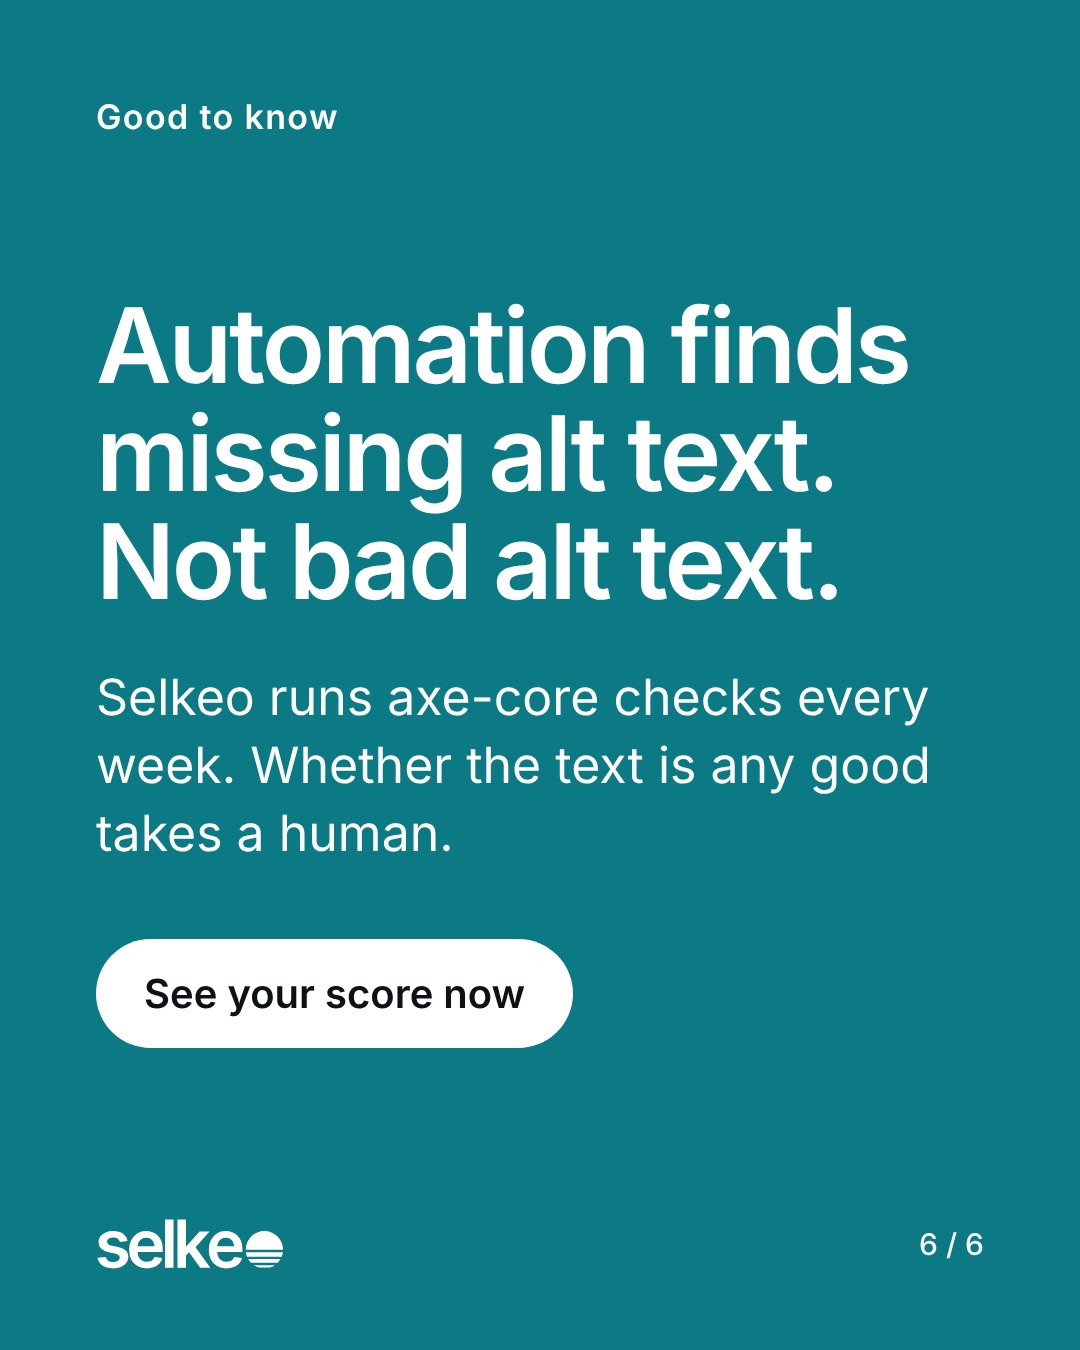 Good to know
Automation finds
missing alt text.
Not bad alt text.
Selkeo runs axe-core checks every
week. Whether the text is any good
takes a human.
See your score now
selkeo
6 / 6